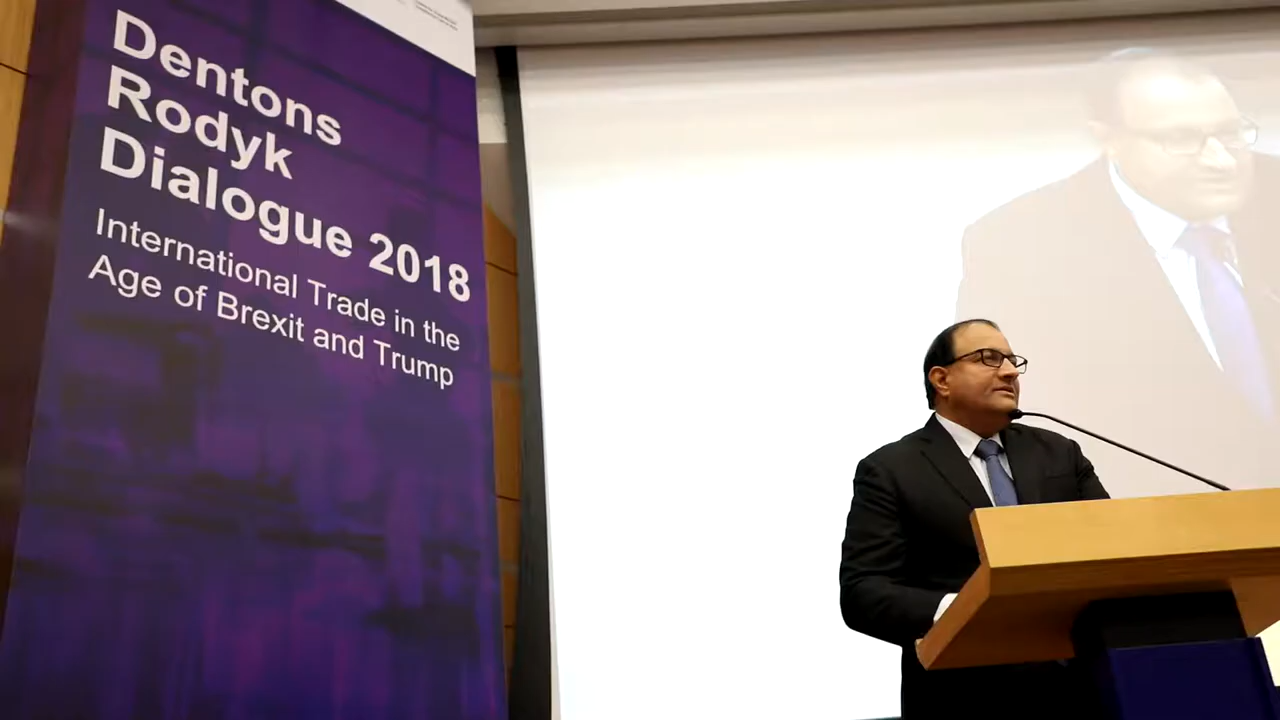 Dentons
Rodyk
Dialogue 2018
International Trade in the
Age of Brexit and Trump